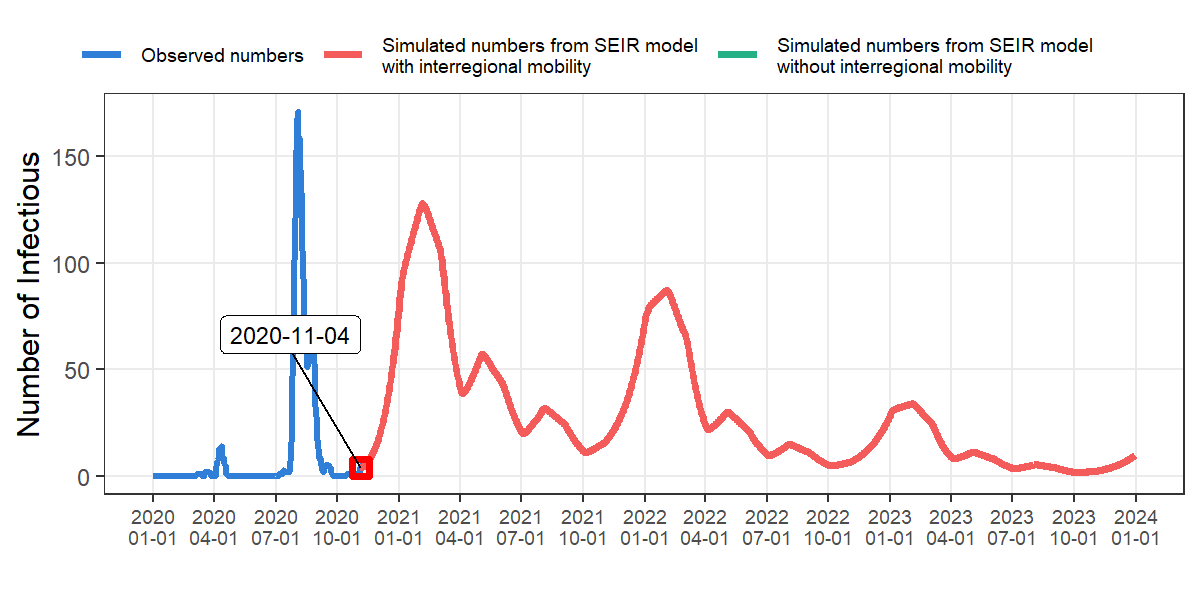 Observed numbers
Simulated numbers from SEIR model
with interregional mobility
Simulated numbers from SEIR model
without interregional mobility
Number of Infectious
150
100
50
0
2020-11-04
2020 2020 2020 2020 2021 2021 2021 2021 2022 2022 2022 2022 2023 2023 2023 2023 2024
01-01 04-01 07-01 10-01 01-01 04-01 07-01 10-01 01-01 04-01 07-01 10-01 01-01 04-01 07-01 10-01 01-01